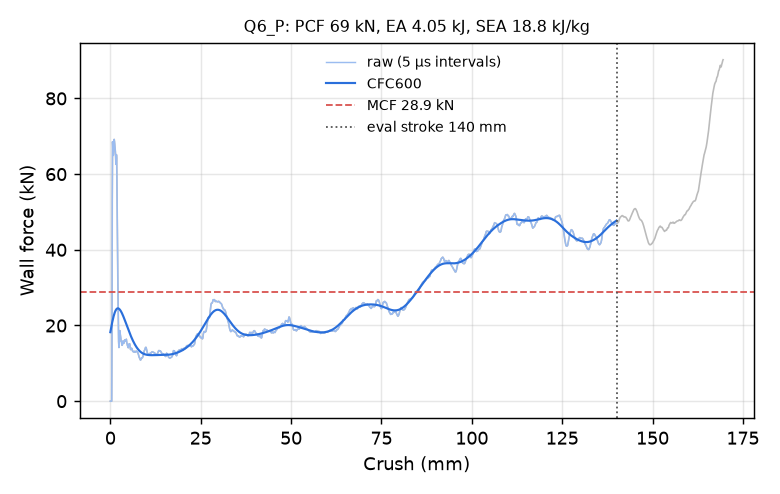 Q6_P: PCF 69 kN, EA 4.05 kJ, SEA 18.8 kJ/kg
raw (5 µs intervals)
CFC600
MCF 28.9 kN
eval stroke 140 mm
Wall force (kN)
80
60
40
20
0
0 25 50 75 100 125 150 175
Crush (mm)